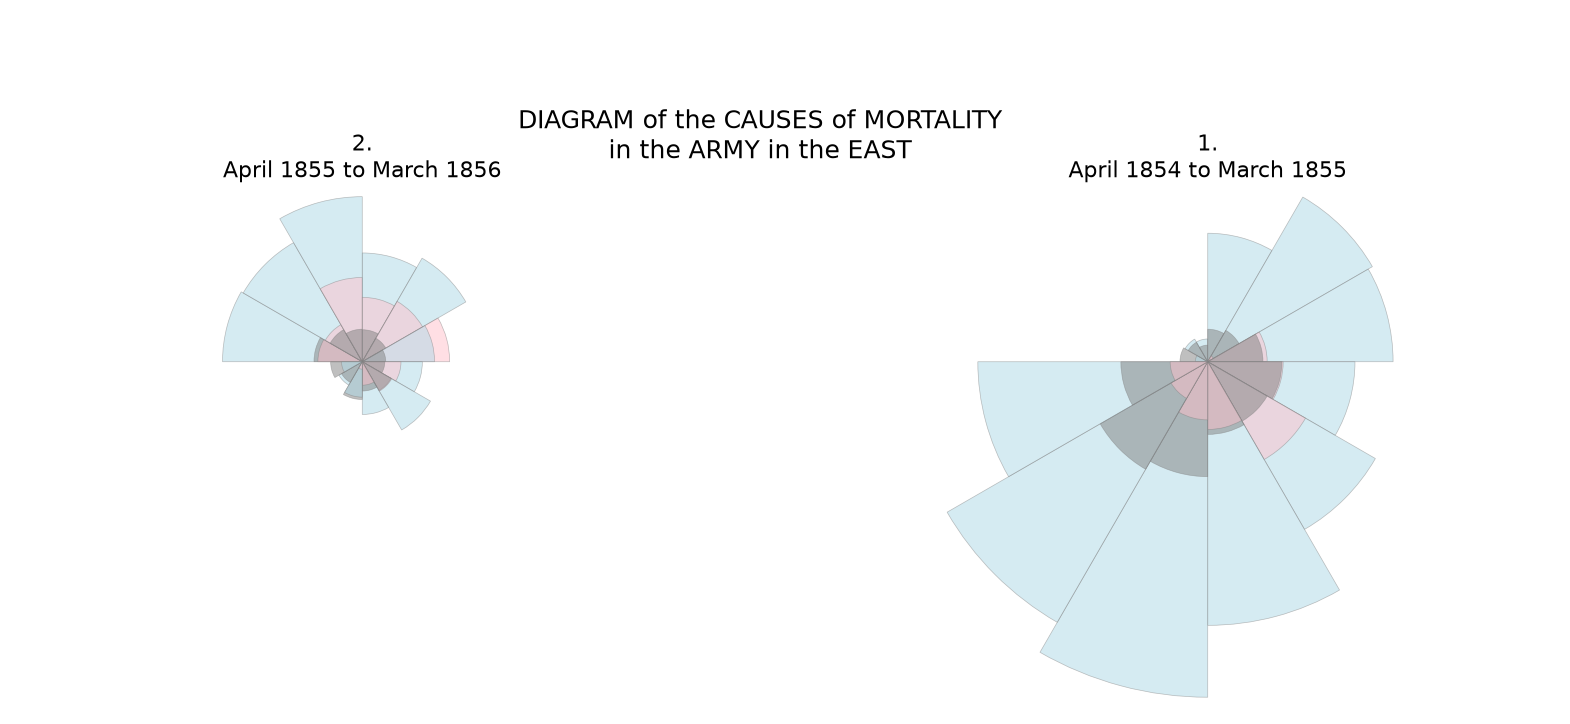 DIAGRAM of the CAUSES of MORTALITY
in the ARMY in the EAST
2.
April 1855 to March 1856
1.
April 1854 to March 1855